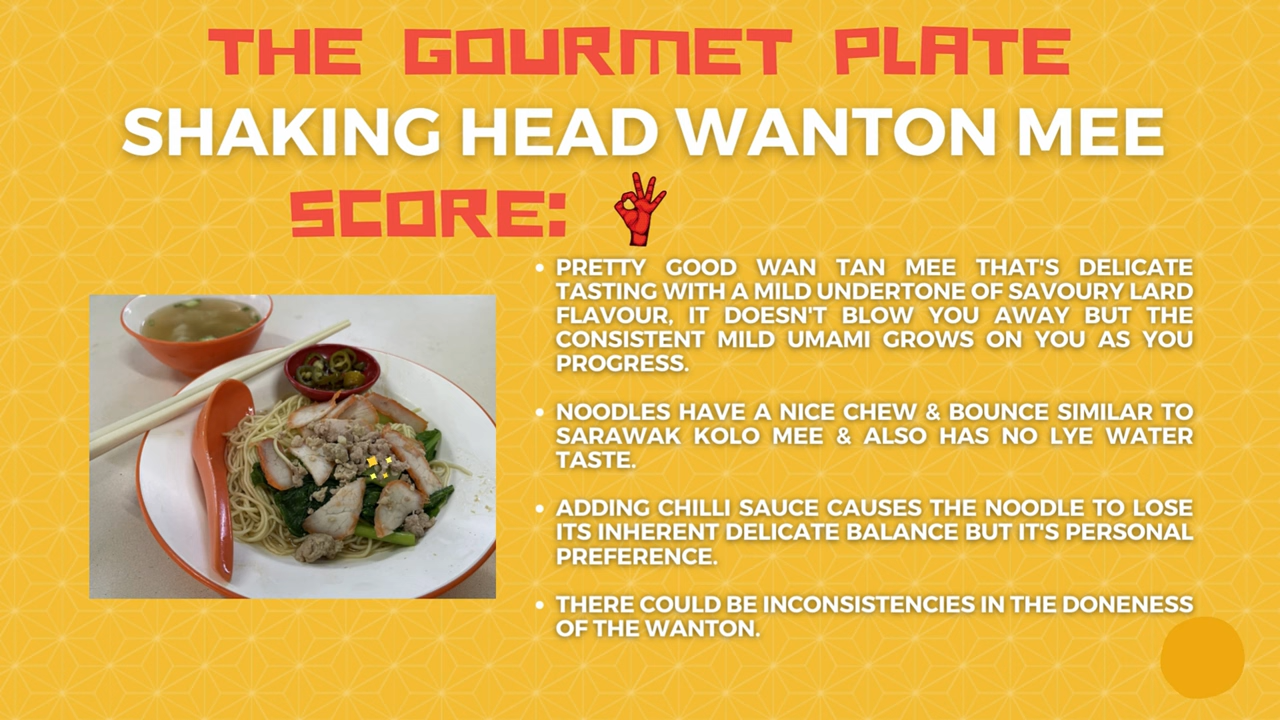 THE GOURMET PLATE
SHAKING HEAD WANTON MEE
SCORE:
• PRETTY GOOD WAN TAN MEE THAT'S DELICATE
TASTING WITH A MILD UNDERTONE OF SAVOURY LARD
FLAVOUR, IT DOESN'T BLOW YOU AWAY BUT THE
CONSISTENT MILD UMAMI GROWS ON YOU AS YOU
PROGRESS.
• NOODLES HAVE A NICE CHEW & BOUNCE SIMILAR TO
SARAWAK KOLO MEE & ALSO HAS NO LYE WATER
TASTE.
• ADDING CHILLI SAUCE CAUSES THE NOODLE TO LOSE
ITS INHERENT DELICATE BALANCE BUT IT'S PERSONAL
PREFERENCE.
• THERE COULD BE INCONSISTENCIES IN THE DONENESS
OF THE WANTON.